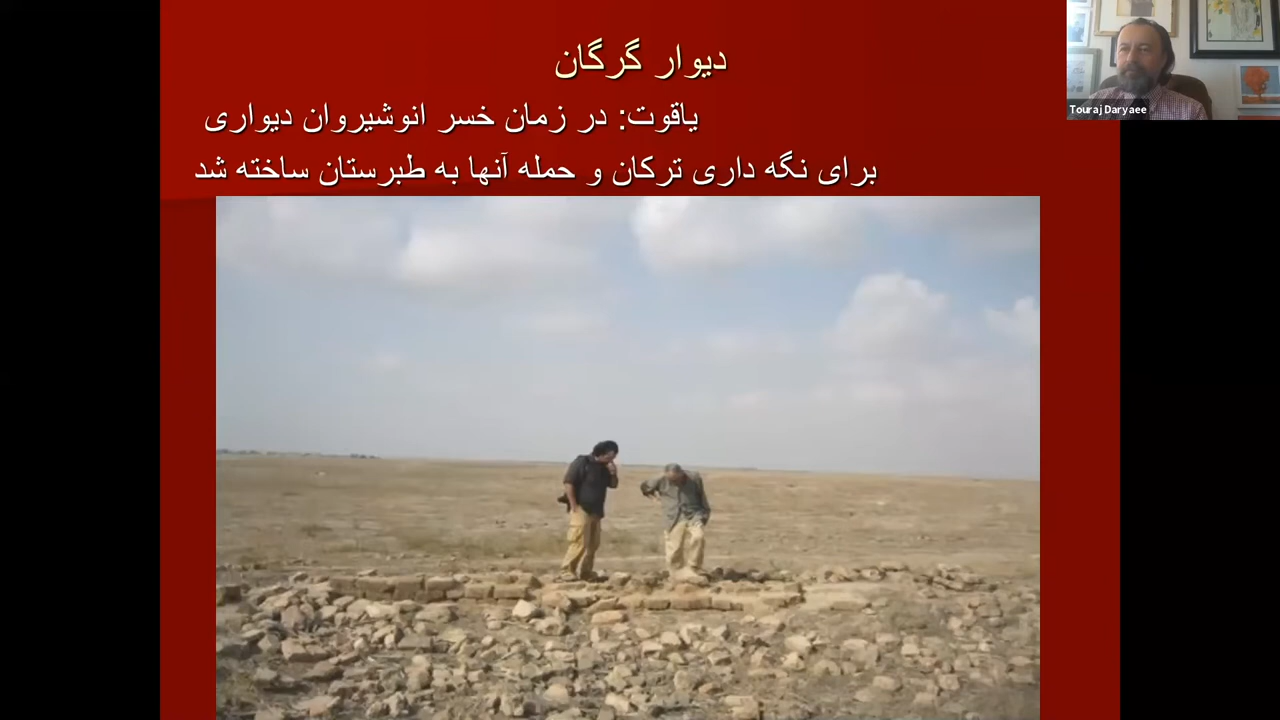 دیوار گرگان
یاقوت: در زمان خسر انوشیروان دیواری
برای نگه داری ترکان و حمله آنها به طبرستان ساخته شد
Touraj Daryaee